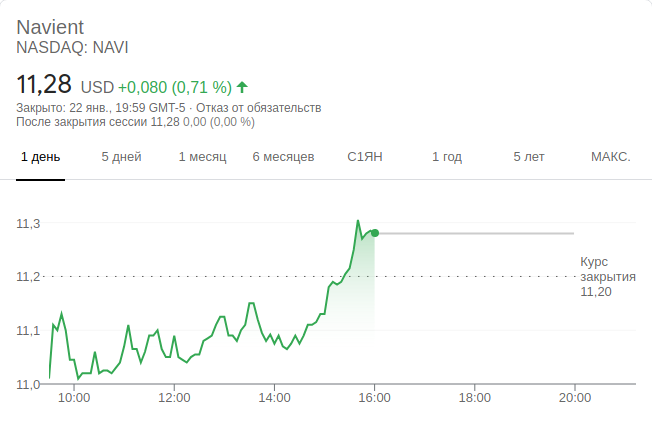 Navient
NASDAQ: NAVI
11,28 USD +0,080 (0,71 %)
Закрыто: 22 янв., 19:59 GMT-5 · Отказ от обязательств
После закрытия сессии 11,28 0,00 (0,00 %)
1 день 5 дней 1 месяц 6 месяцев С1ЯН 1 год 5 лет МАКС.
11,3
11,2
11,1
11,0
Курс
закрытия
11,20
10:00 12:00 14:00 16:00 18:00 20:00